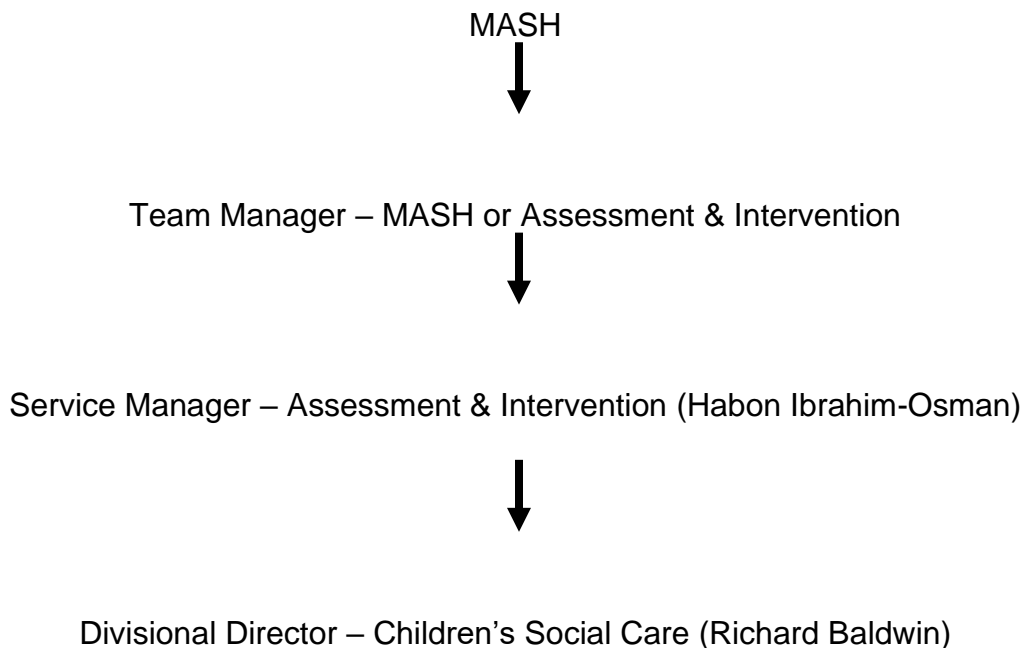 MASH
Team Manager – MASH or Assessment & Intervention
Service Manager – Assessment & Intervention (Habon Ibrahim-Osman)
Divisional Director – Children’s Social Care (Richard Baldwin)